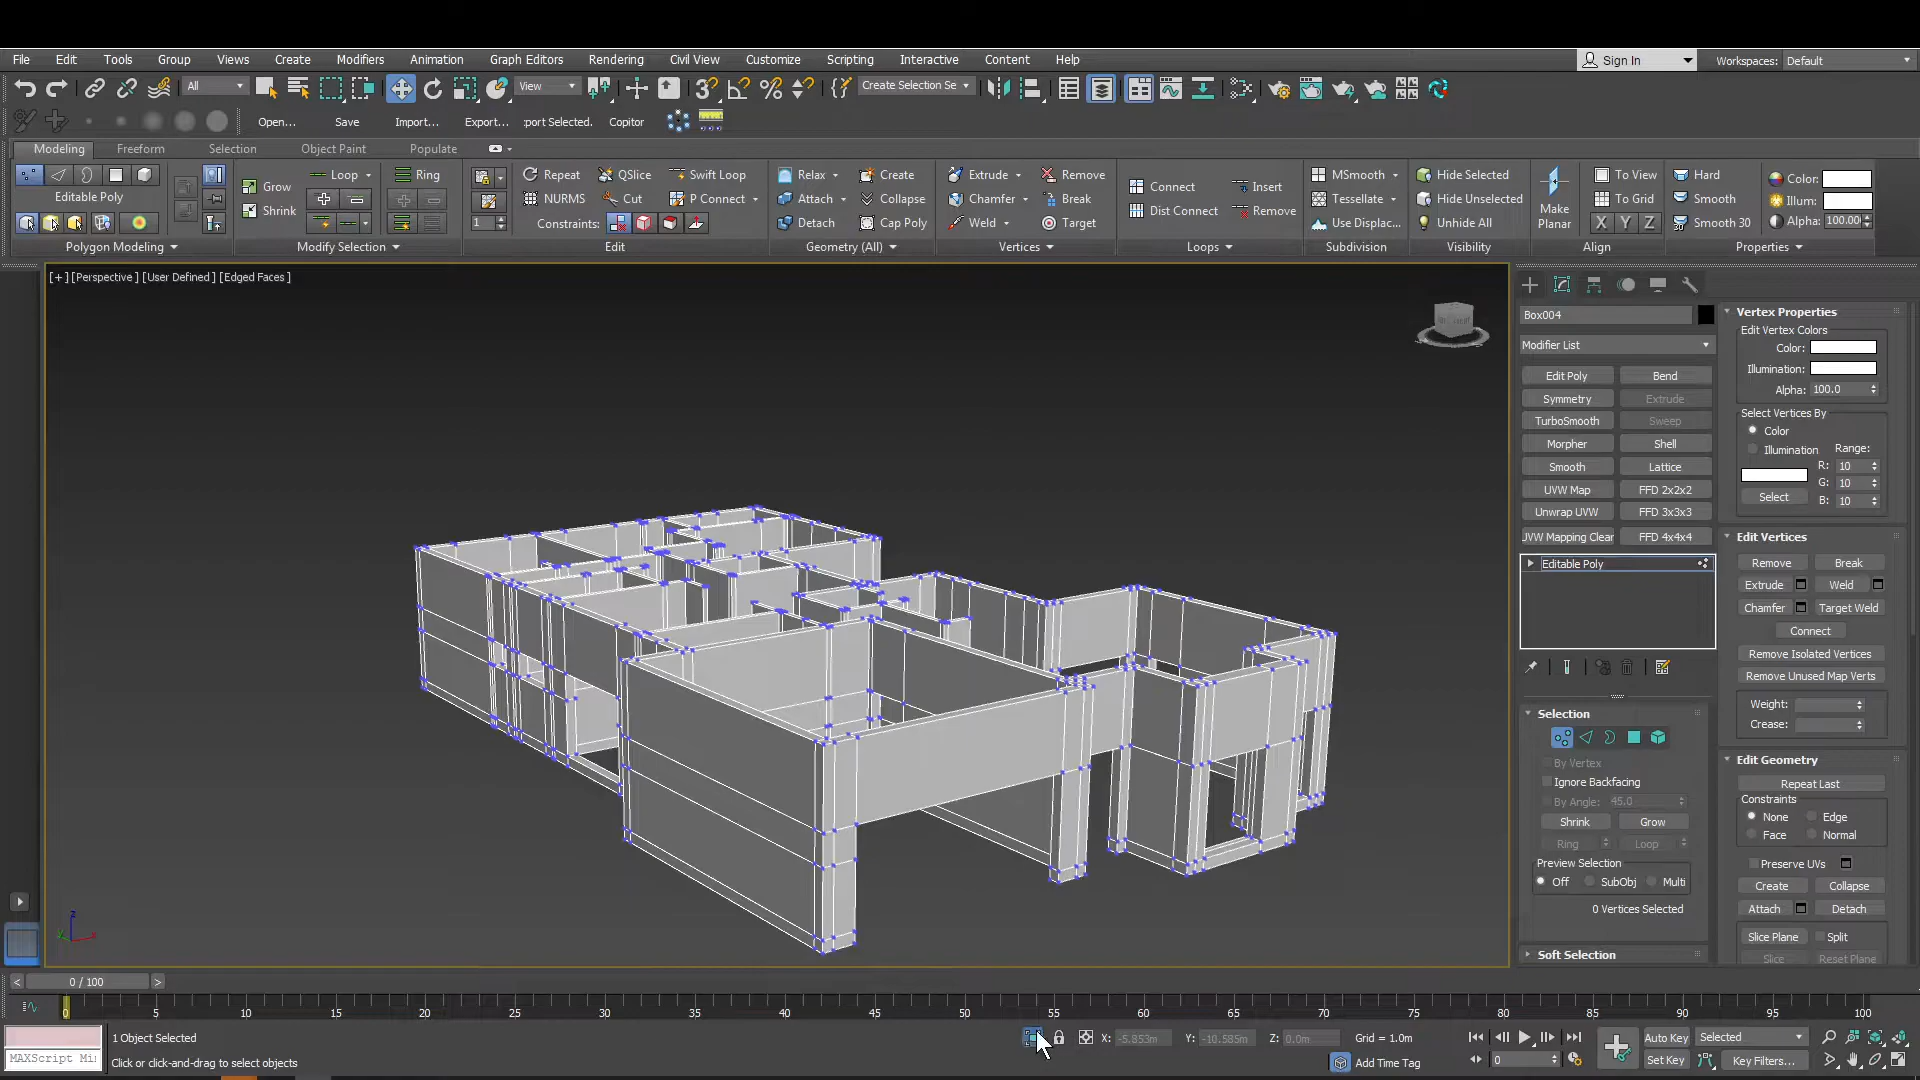 File Edit Tools Group Views Create Modifiers Animation Graph Editors Rendering Civil View Customize Scripting Interactive Content Help Sign In Workspaces: Default
All View Create Selection Se
Open... Save Import... Export... :port Selected. Copitor
Modeling Freeform Selection Object Paint Populate
Loop Ring Repeat QSlice Swift Loop Relax Create Extrude Remove MSmooth Hide Selected To View Hard Color:
Editable Poly Grow Shrink NURMS Cut P Connect Attach Collapse Chamfer Break Connect Insert Tessellate Hide Unselected Make Planar To Grid Smooth Illum:
1 Constraints: Detach Cap Poly Weld Target Dist Connect Remove Use Displac... Unhide All X Y Z Smooth 30 Alpha: 100.00
Polygon Modeling Modify Selection Edit Geometry (All) Vertices Loops Subdivision Visibility Align Properties
[+] [Perspective ] [User Defined ] [Edged Faces ]
Box004
Modifier List
Edit Poly Bend
Symmetry Extrude
TurboSmooth Sweep
Morpher Shell
Smooth Lattice
UVW Map FFD 2x2x2
Unwrap UVW FFD 3x3x3
JVW Mapping Clear FFD 4x4x4
Editable Poly
Selection
By Vertex
Ignore Backfacing
By Angle: 45.0
Shrink Grow
Ring Loop
Preview Selection
Off SubObj Multi
0 Vertices Selected
Soft Selection
Vertex Properties
Edit Vertex Colors
Color:
Illumination:
Alpha: 100.0
Select Vertices By
Color
Illumination Range:
R: 10
G: 10
Select B: 10
Edit Vertices
Remove Break
Extrude Weld
Chamfer Target Weld
Connect
Remove Isolated Vertices
Remove Unused Map Verts
Weight:
Crease:
Edit Geometry
Repeat Last
Constraints
None Edge
Face Normal
Preserve UVs
Create Collapse
Attach Detach
Slice Plane Split
Slice Reset Plane
z
x
y
< 0 / 100 >
0 5 10 15 20 25 30 35 40 45 50 55 60 65 70 75 80 85 90 95 100
1 Object Selected X: -5.853m Y: -10.585m Z: 0.0m Grid = 1.0m Auto Key Selected
MAXScript Mi Click or click-and-drag to select objects Add Time Tag 0 Set Key Key Filters...